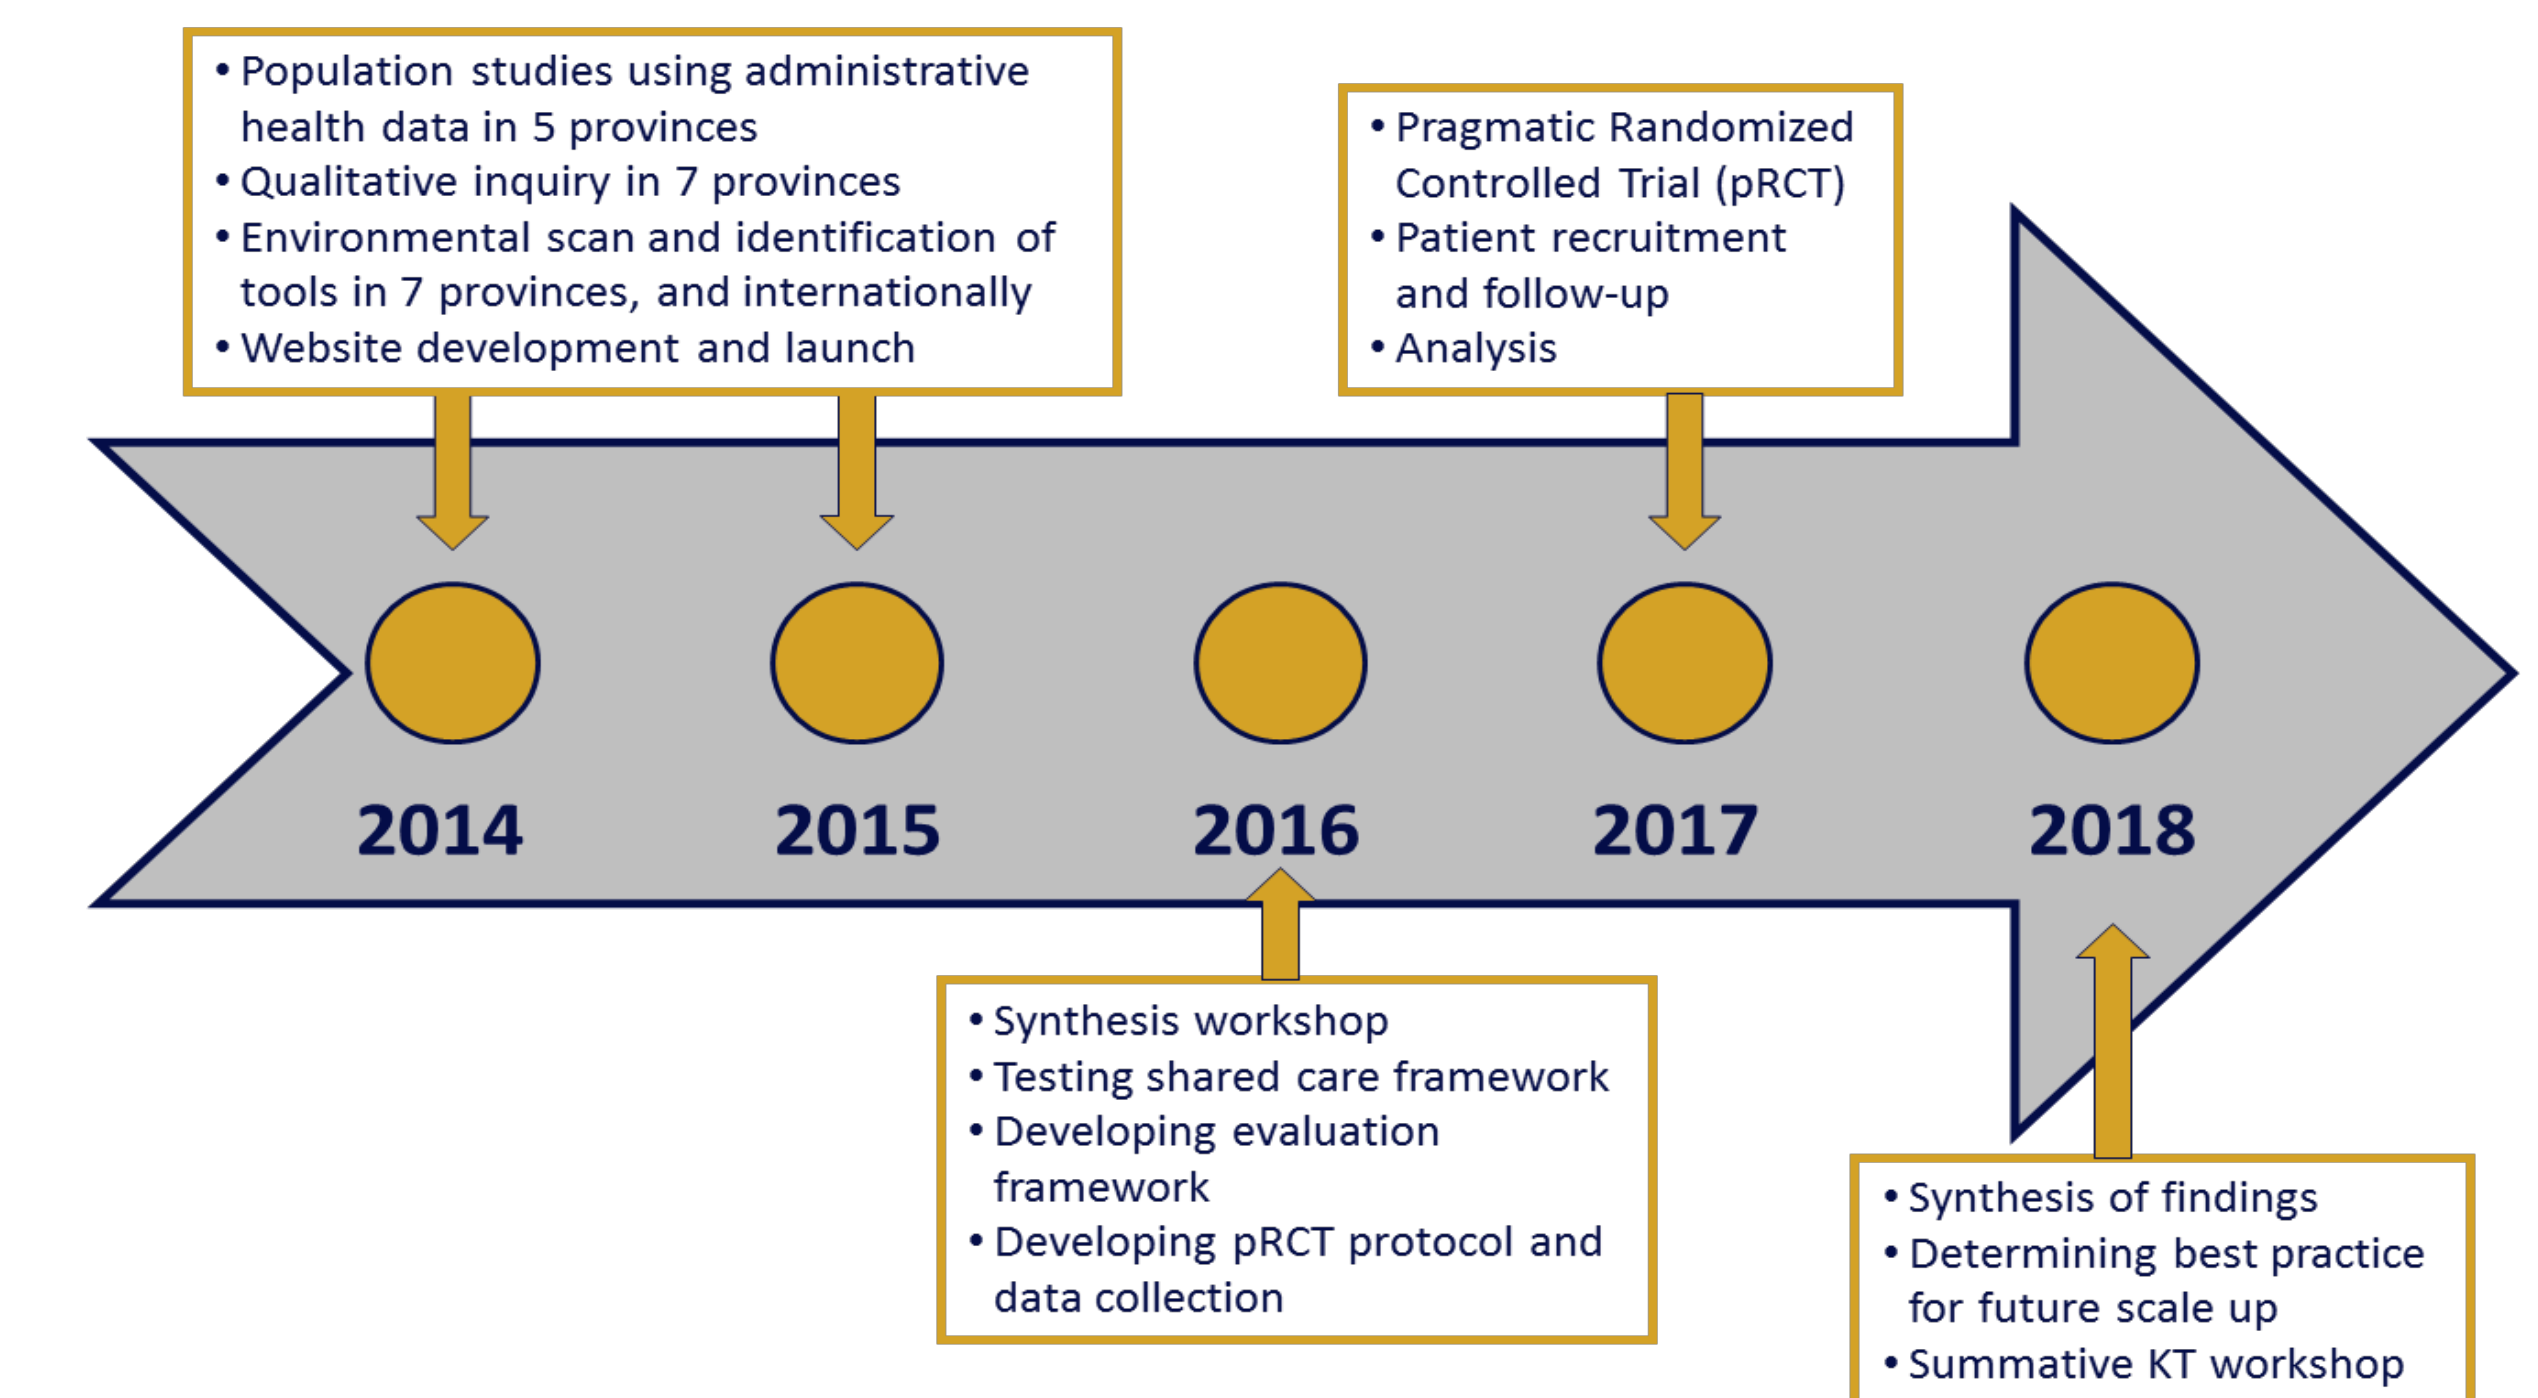 • Population studies using administrative
health data in 5 provinces
• Qualitative inquiry in 7 provinces
• Environmental scan and identification of
tools in 7 provinces, and internationally
• Website development and launch
• Pragmatic Randomized
Controlled Trial (pRCT)
• Patient recruitment
and follow-up
• Analysis
2014
2015
2016
2017
2018
• Synthesis workshop
• Testing shared care framework
• Developing evaluation
framework
• Developing pRCT protocol and
data collection
• Synthesis of findings
• Determining best practice
for future scale up
• Summative KT workshop